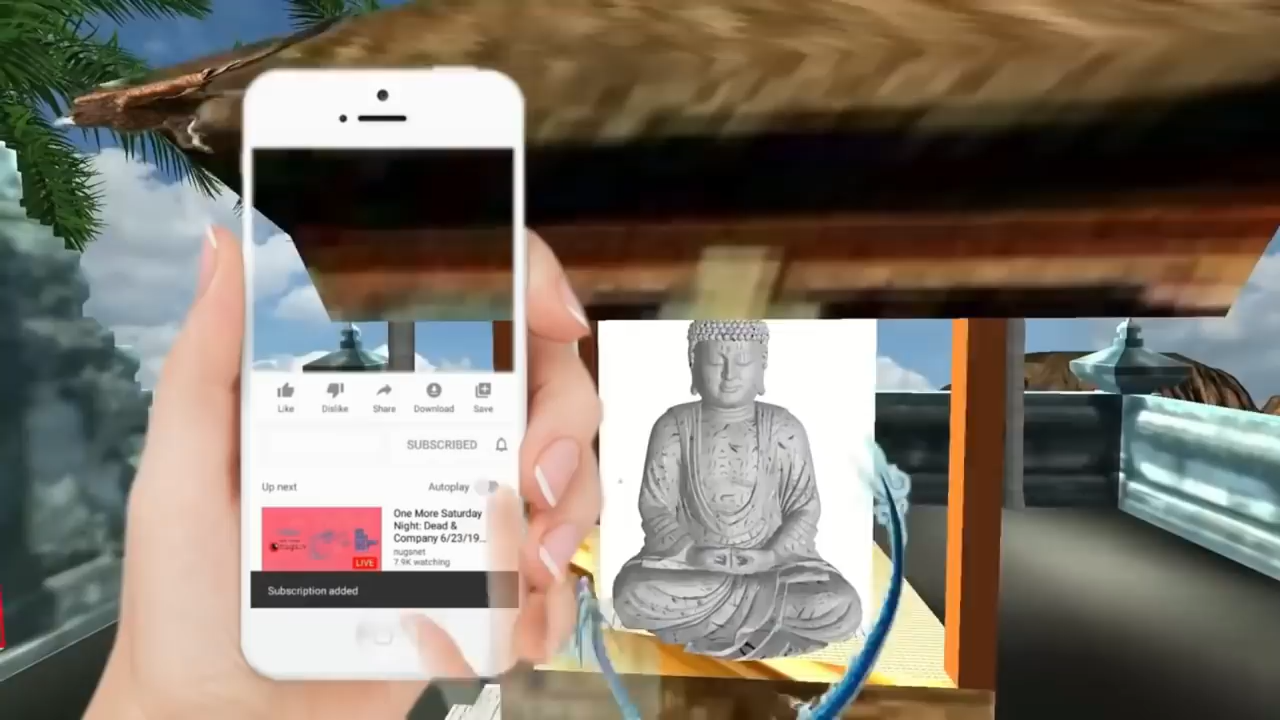 Like Dislike Share Download Save
SUBSCRIBED
Up next Autoplay
One More Saturday
Night: Dead &
Company 6/23/19...
nugsnet
7.9K watching
LIVE
Subscription added